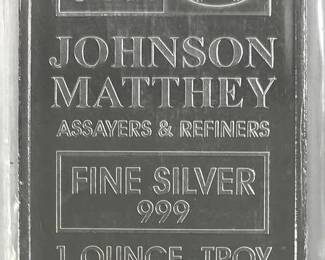 JOHNSON
MATTHEY
ASSAYERS & REFINERS
FINE SILVER
999
1 OUNCE TROY